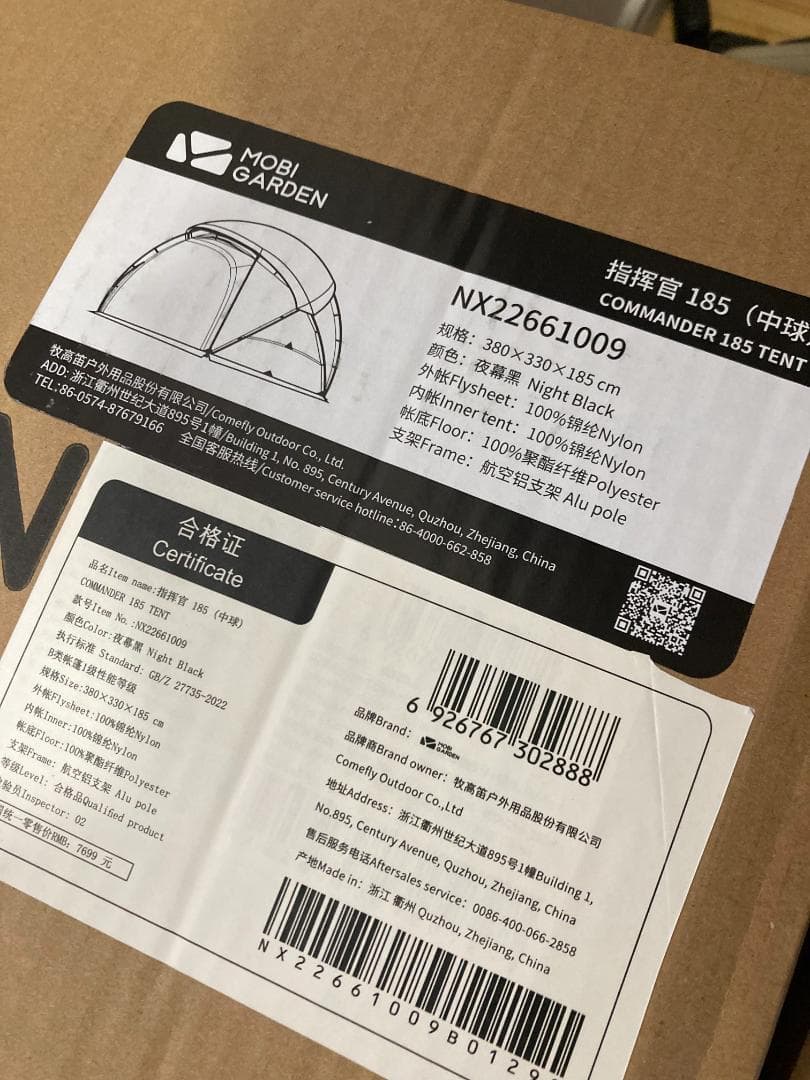 MOBI
GARDEN
指挥官 185（中球
COMMANDER 185 TENT
NX22661009
规格：380×330×185 cm
颜色：夜幕黑 Night Black
外帐Flysheet：100%锦纶Nylon
内帐Inner tent：100%锦纶Nylon
帐底Floor：100%聚酯纤维Polyester
支架Frame：航空铝支架 Alu pole
牧高笛户外用品股份有限公司/Comefly Outdoor Co., Ltd.
ADD:浙江衢州世纪大道895号1幢/Building 1, No. 895, Century Avenue, Quzhou, Zhejiang, China
TEL:86-0574-87679166 全国客服热线/Customer service hotline:86-4000-662-858
合格证
Certificate
品名Item name:指挥官 185（中球）
COMMANDER 185 TENT
款号Item No.:NX22661009
颜色Color:夜幕黑 Night Black
执行标准 Standard: GB/Z 27735-2022
B类帐篷1级性能等级
规格Size:380×330×185 cm
外帐Flysheet:100%锦纶Nylon
内帐Inner:100%锦纶Nylon
帐底Floor:100%聚酯纤维Polyester
支架Frame: 航空铝支架 Alu pole
等级Level: 合格品Qualified product
验员Inspector: 02
统一零售价RMB: 7699 元
6 926767 302888
品牌Brand: MOBI GARDEN
品牌商Brand owner: 牧高笛户外用品股份有限公司
Comefly Outdoor Co.,Ltd
地址Address: 浙江衢州世纪大道895号1幢Building 1,
No.895, Century Avenue, Quzhou, Zhejiang, China
售后服务电话Aftersales service: 0086-400-066-2858
产地Made in: 浙江 衢州 Quzhou, Zhejiang, China
NX22661009B0129